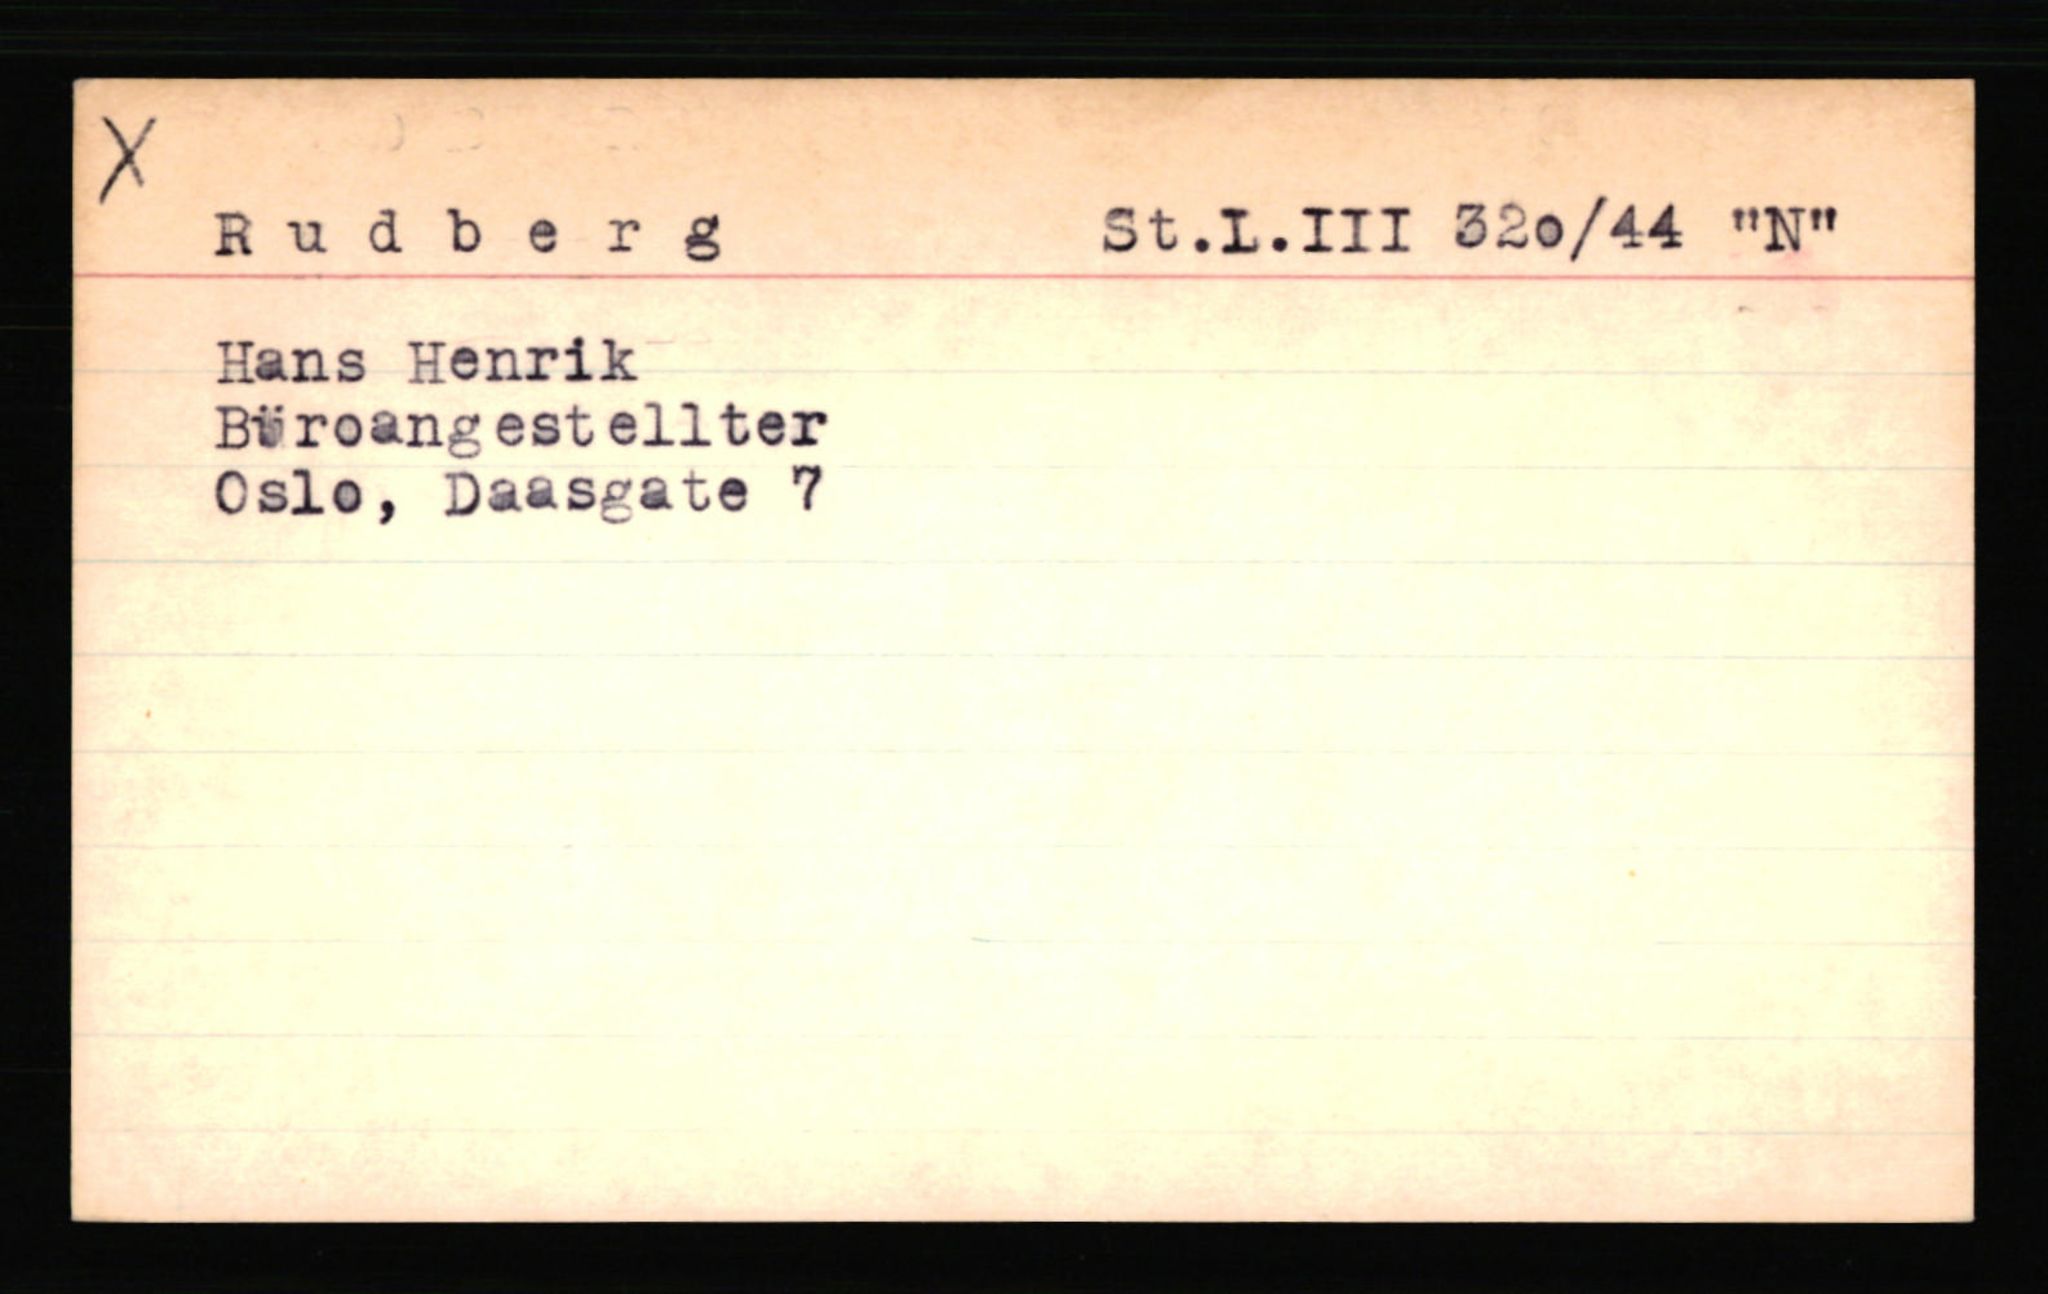 X
R u d b e r g St.L.III 32o/44 "N"
Hans Henrik
Büroangestellter
Oslo, Daasgate 7